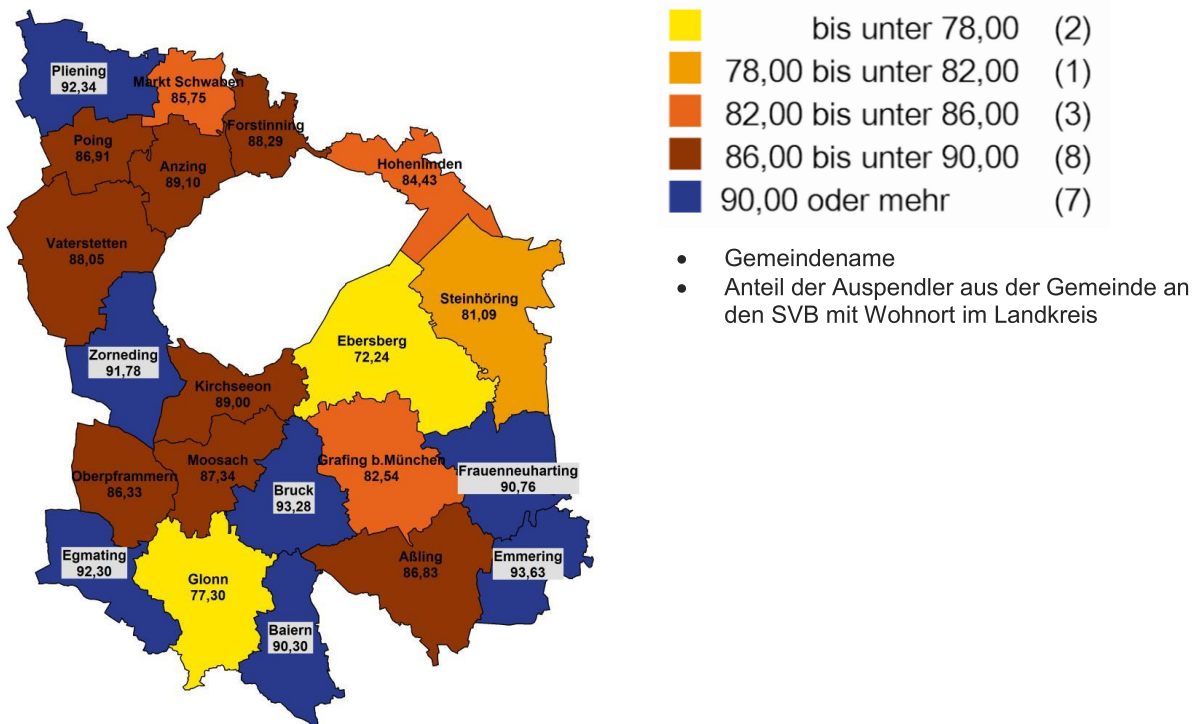 Pliening
92,34
Markt Schwaben
85,75
Forstinning
88,29
Poing
86,91
Anzing
89,10
Hohenlinden
84,43
Vaterstetten
88,05
Steinhöring
81,09
Ebersberg
72,24
Zorneding
91,78
Kirchseeon
89,00
Moosach
87,34
Grafing b.München
82,54
Frauenneuharting
90,76
Oberpframmern
86,33
Bruck
93,28
Egmating
92,30
Aßling
86,83
Emmering
93,63
Glonn
77,30
Baiern
90,30
bis unter 78,00 (2)
78,00 bis unter 82,00 (1)
82,00 bis unter 86,00 (3)
86,00 bis unter 90,00 (8)
90,00 oder mehr (7)
• Gemeindename
• Anteil der Auspendler aus der Gemeinde an
den SVB mit Wohnort im Landkreis